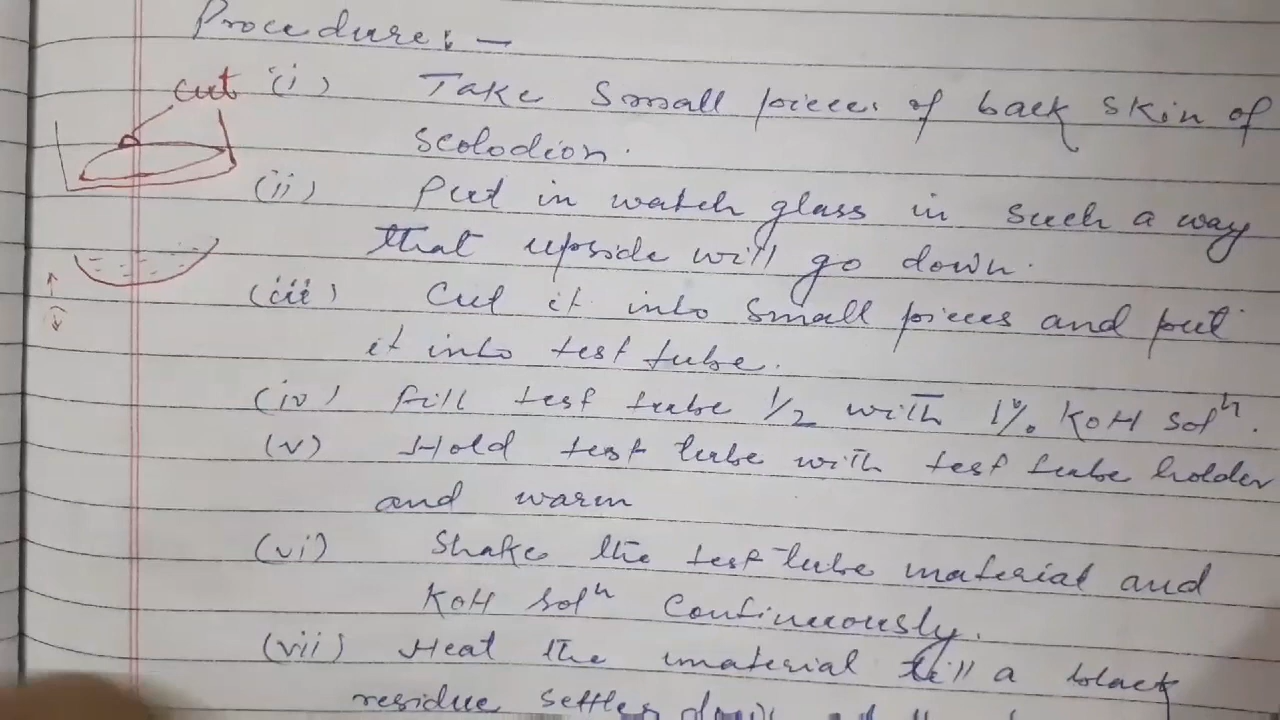 Procedure: —
cut (i) Take small pieces of back skin of
scolodion.
(ii) Put in watch glass in such a way
that upside will go down.
(iii) Cut it into small pieces and put
it into test tube.
(iv) fill test tube 1/2 with 1% KOH solⁿ.
(v) Hold test tube with test tube holder
and warm
(vi) Shake the test tube material and
KOH solⁿ continuously.
(vii) Heat the material till a black
residue settles down